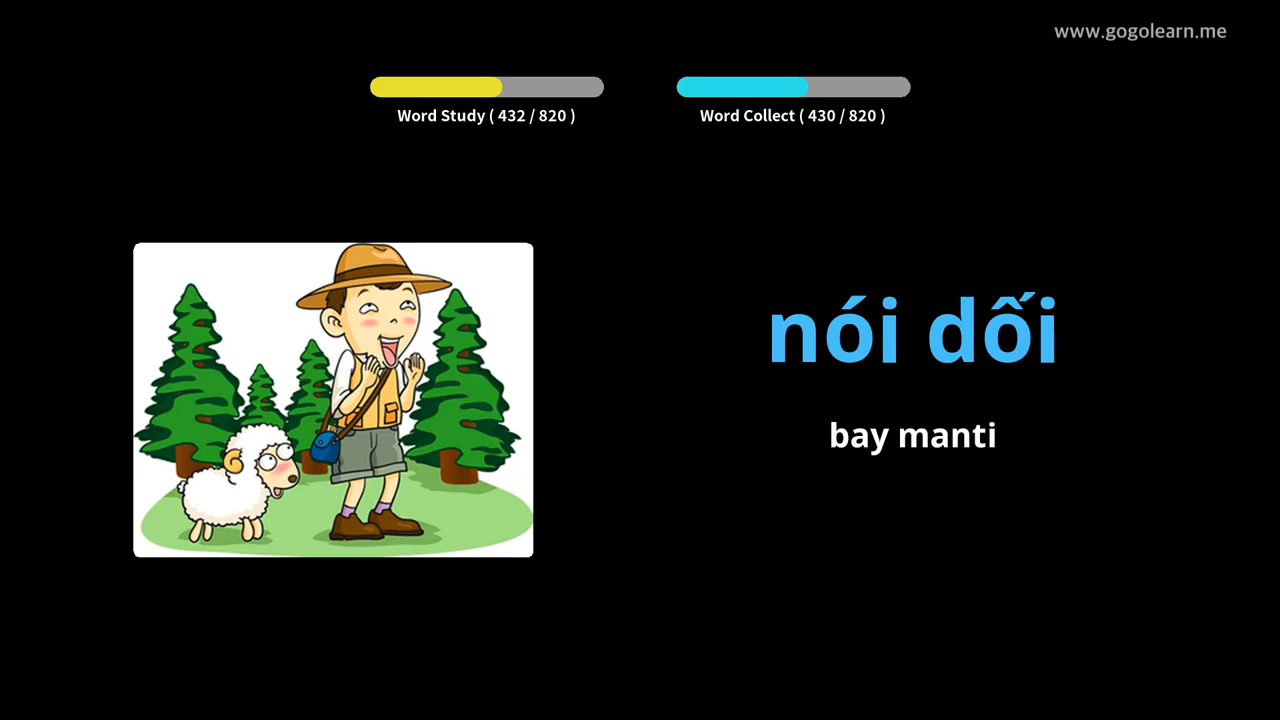 www.gogolearn.me
Word Study ( 432 / 820 )
Word Collect ( 430 / 820 )
nói dối
bay manti